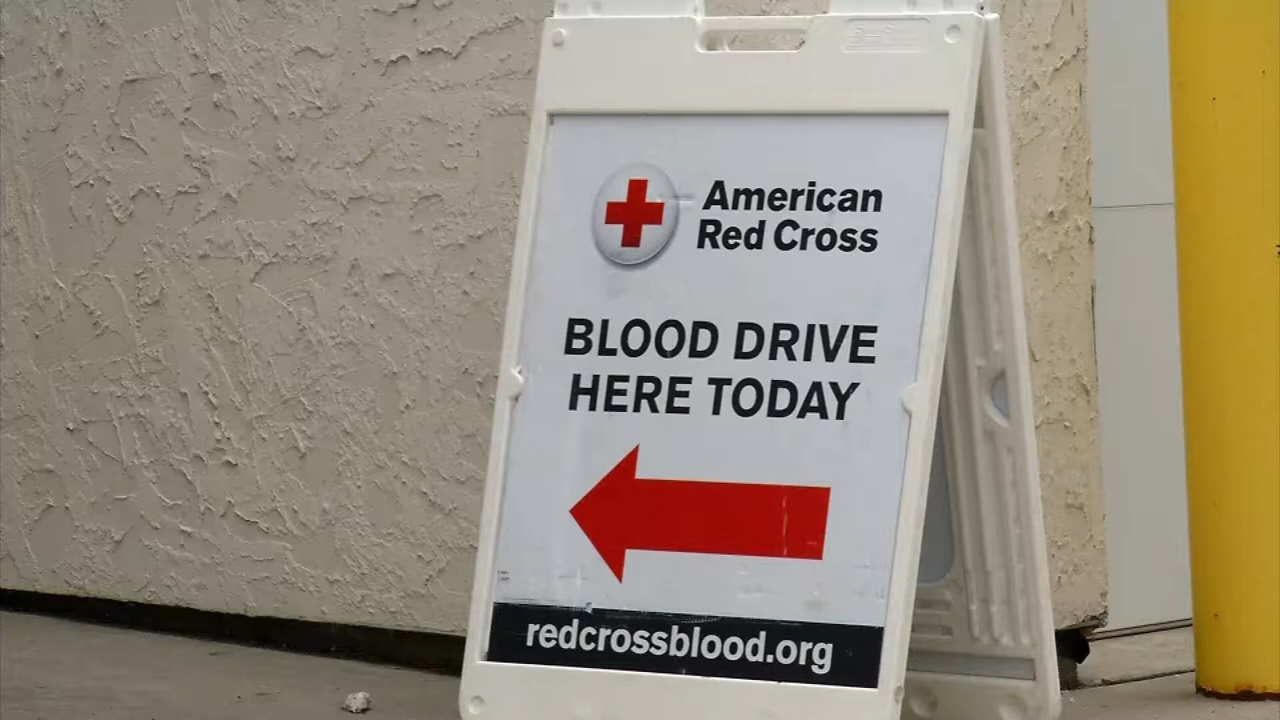 American
Red Cross
BLOOD DRIVE
HERE TODAY
redcrossblood.org